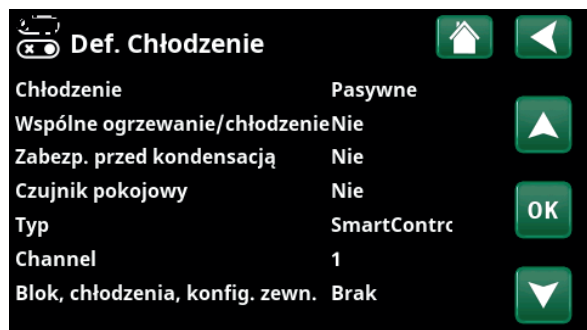 Def. Chłodzenie
Chłodzenie Pasywne
Wspólne ogrzewanie/chłodzenie Nie
Zabezp. przed kondensacją Nie
Czujnik pokojowy Nie
Typ SmartContrc
Channel 1
Blok, chłodzenia, konfig. zewn. Brak
OK